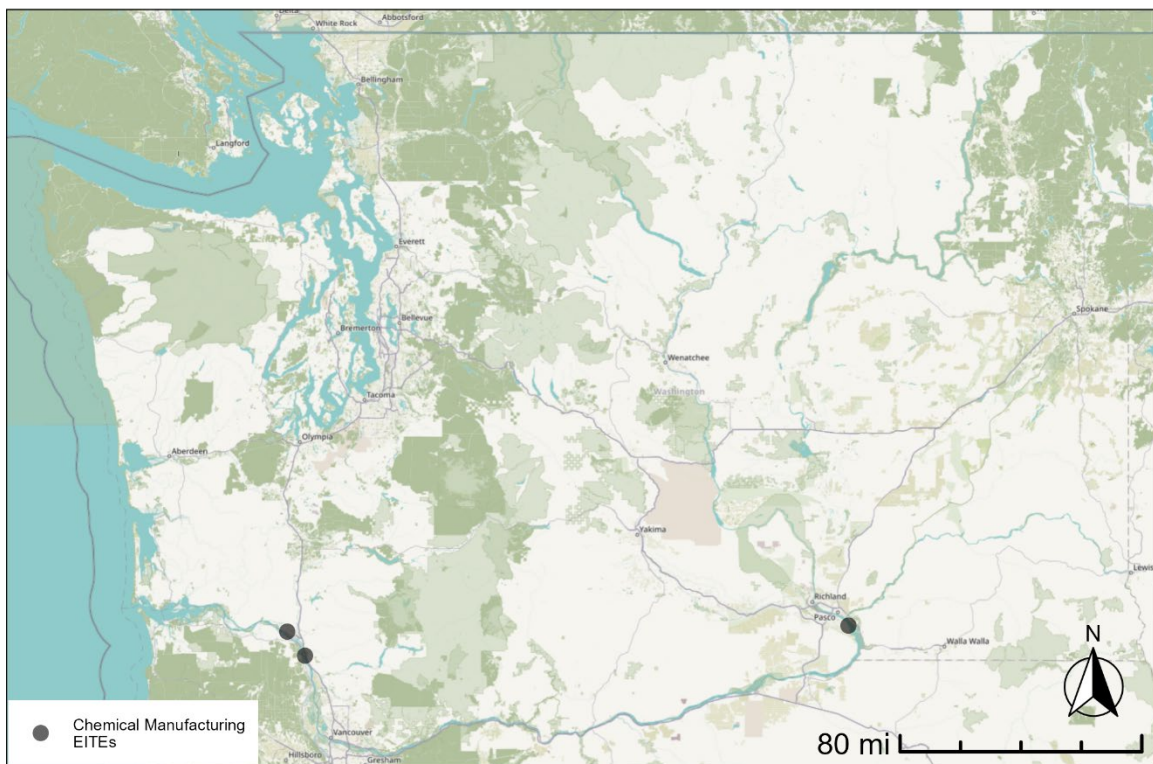 White Rock
Abbotsford
Bellingham
Langford
Everett
Bellevue
Bremerton
Spokane
Wenatchee
Washington
Tacoma
Olympia
Aberdeen
Yakima
Lewis
Richland
Pasco
Walla Walla
N
Chemical Manufacturing
EITEs
Vancouver
Hillsboro
Gresham
80 mi